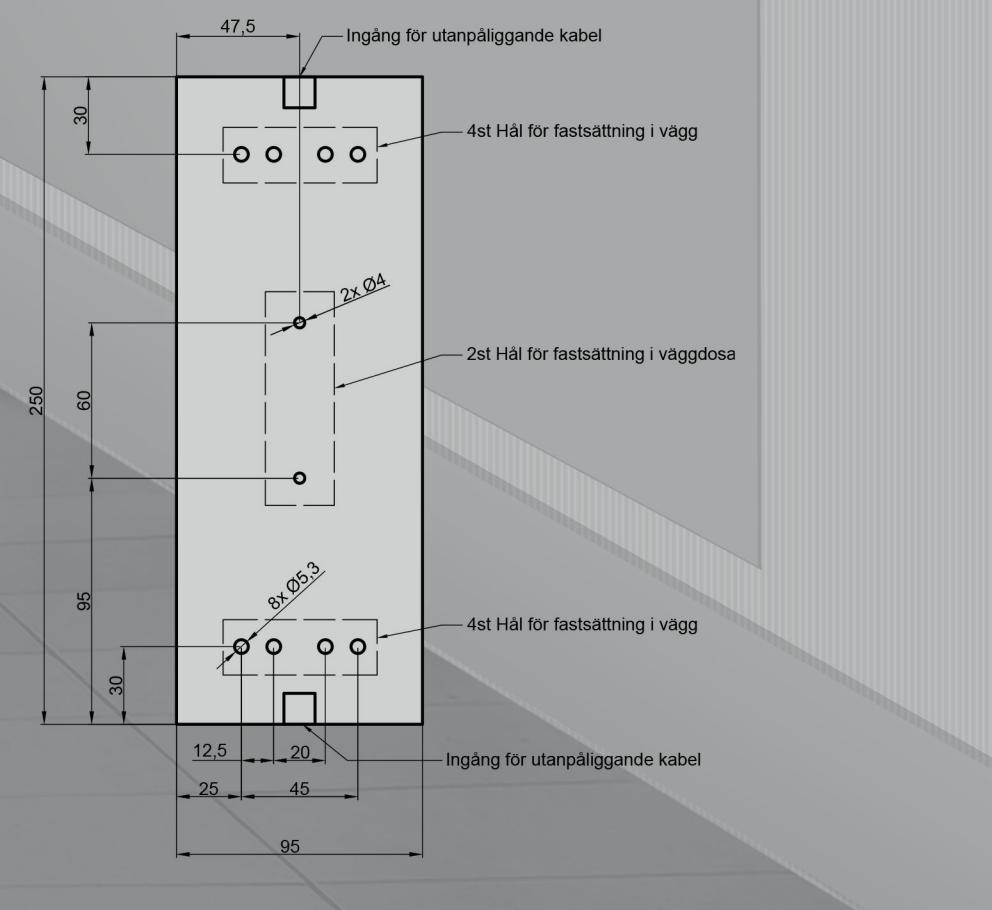 47,5
Ingång för utanpåliggande kabel
30
4st Hål för fastsättning i vägg
2x Ø4
2st Hål för fastsättning i väggdosa
250
60
8x Ø5,3
95
4st Hål för fastsättning i vägg
30
12,5
20
Ingång för utanpåliggande kabel
25
45
95